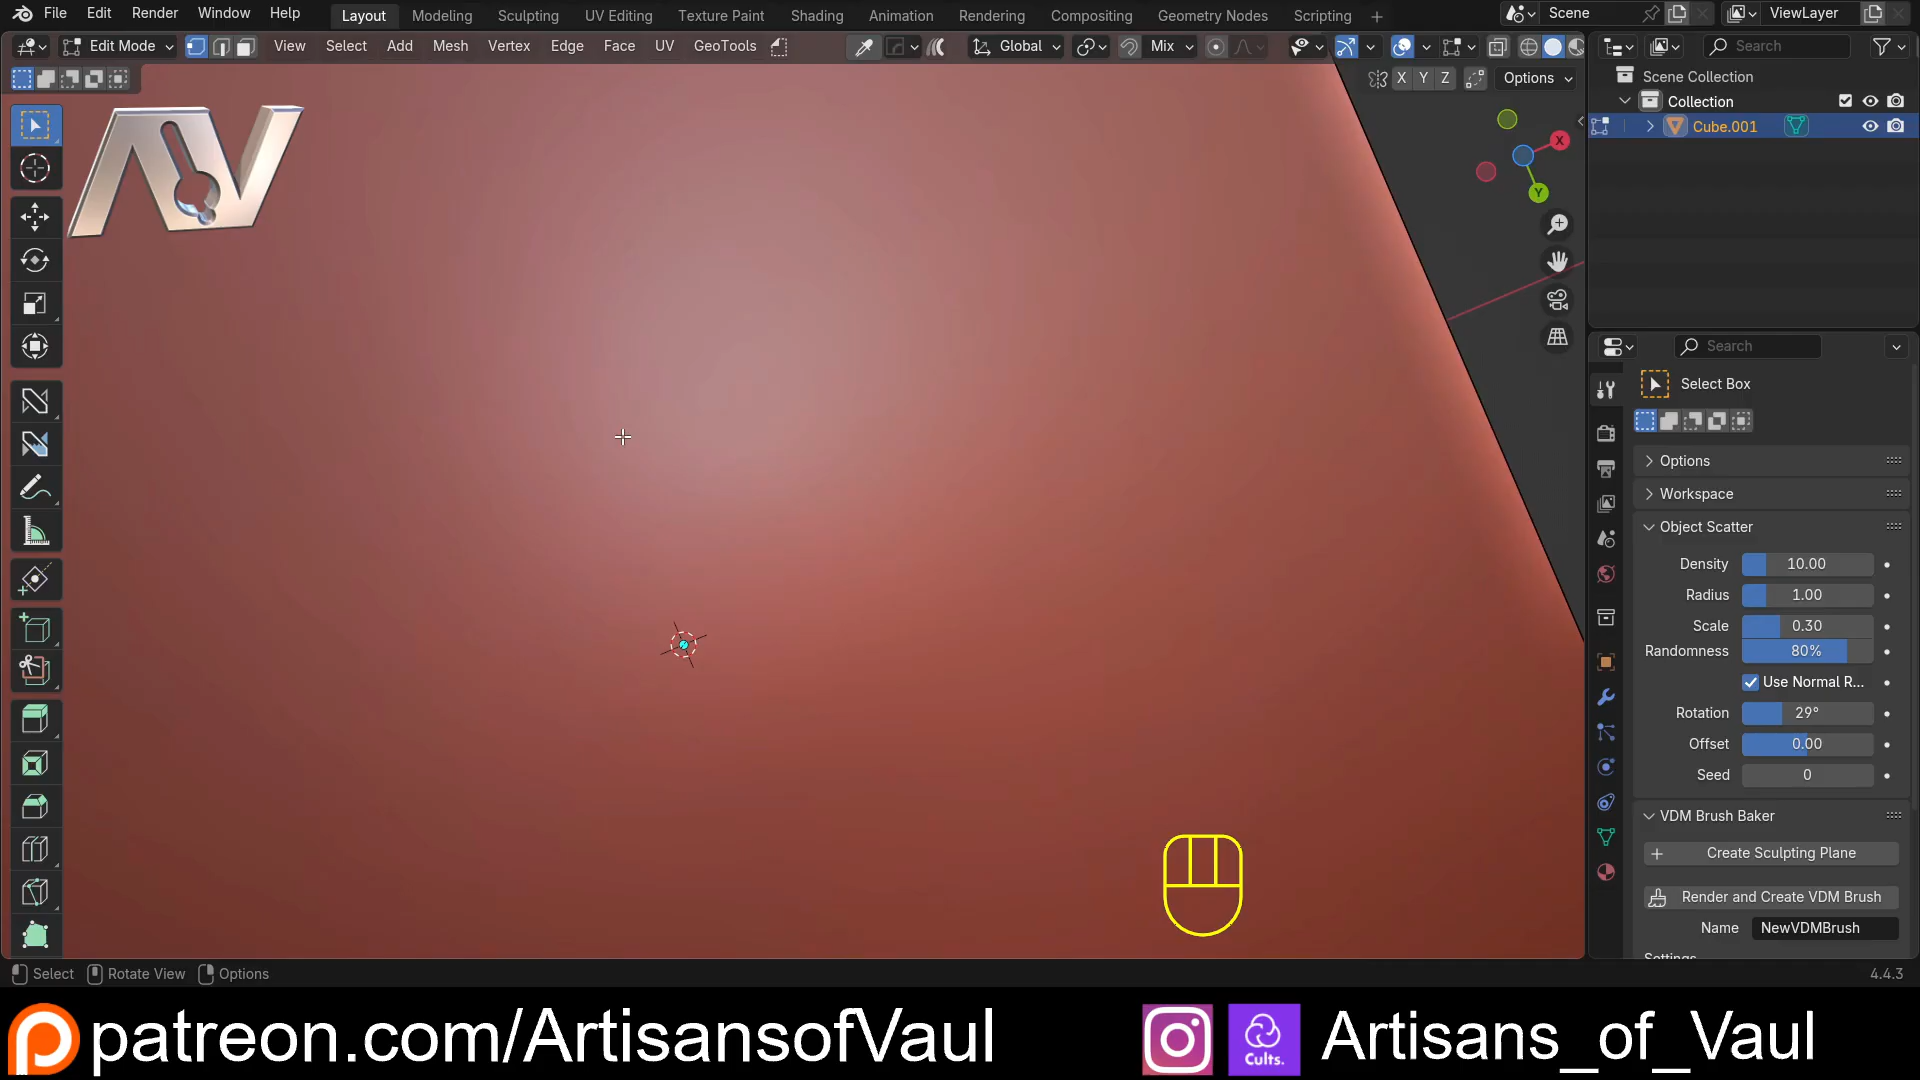 File Edit Render Window Help Layout Modeling Sculpting UV Editing Texture Paint Shading Animation Rendering Compositing Geometry Nodes Scripting + Scene ViewLayer
Edit Mode View Select Add Mesh Vertex Edge Face UV GeoTools Global Mix Search
X Y Z Options Scene Collection
Collection
Cube.001
X
Y
Search
Select Box
Options
Workspace
Object Scatter
Density 10.00
Radius 1.00
Scale 0.30
Randomness 80%
Use Normal R...
Rotation 29°
Offset 0.00
Seed 0
VDM Brush Baker
Create Sculpting Plane
Render and Create VDM Brush
Name NewVDMBrush
Settings
Select Rotate View Options 4.4.3
patreon.com/ArtisansofVaul Cults. Artisans_of_Vaul